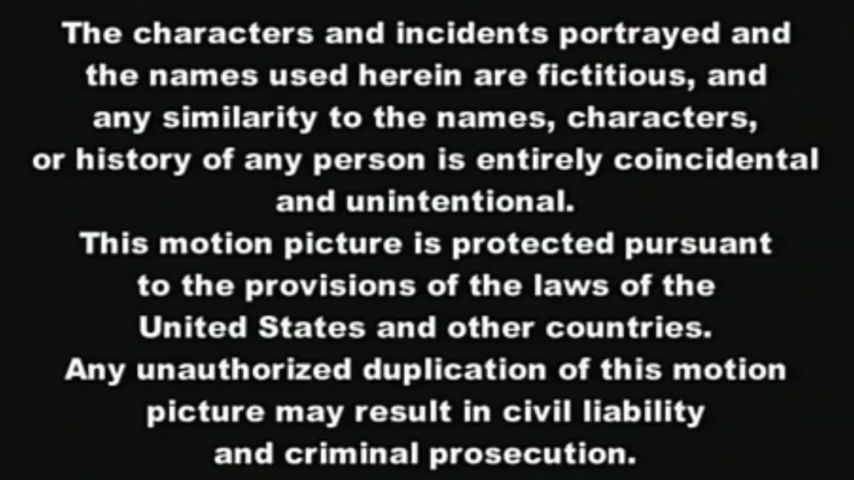 The characters and incidents portrayed and
the names used herein are fictitious, and
any similarity to the names, characters,
or history of any person is entirely coincidental
and unintentional.
This motion picture is protected pursuant
to the provisions of the laws of the
United States and other countries.
Any unauthorized duplication of this motion
picture may result in civil liability
and criminal prosecution.